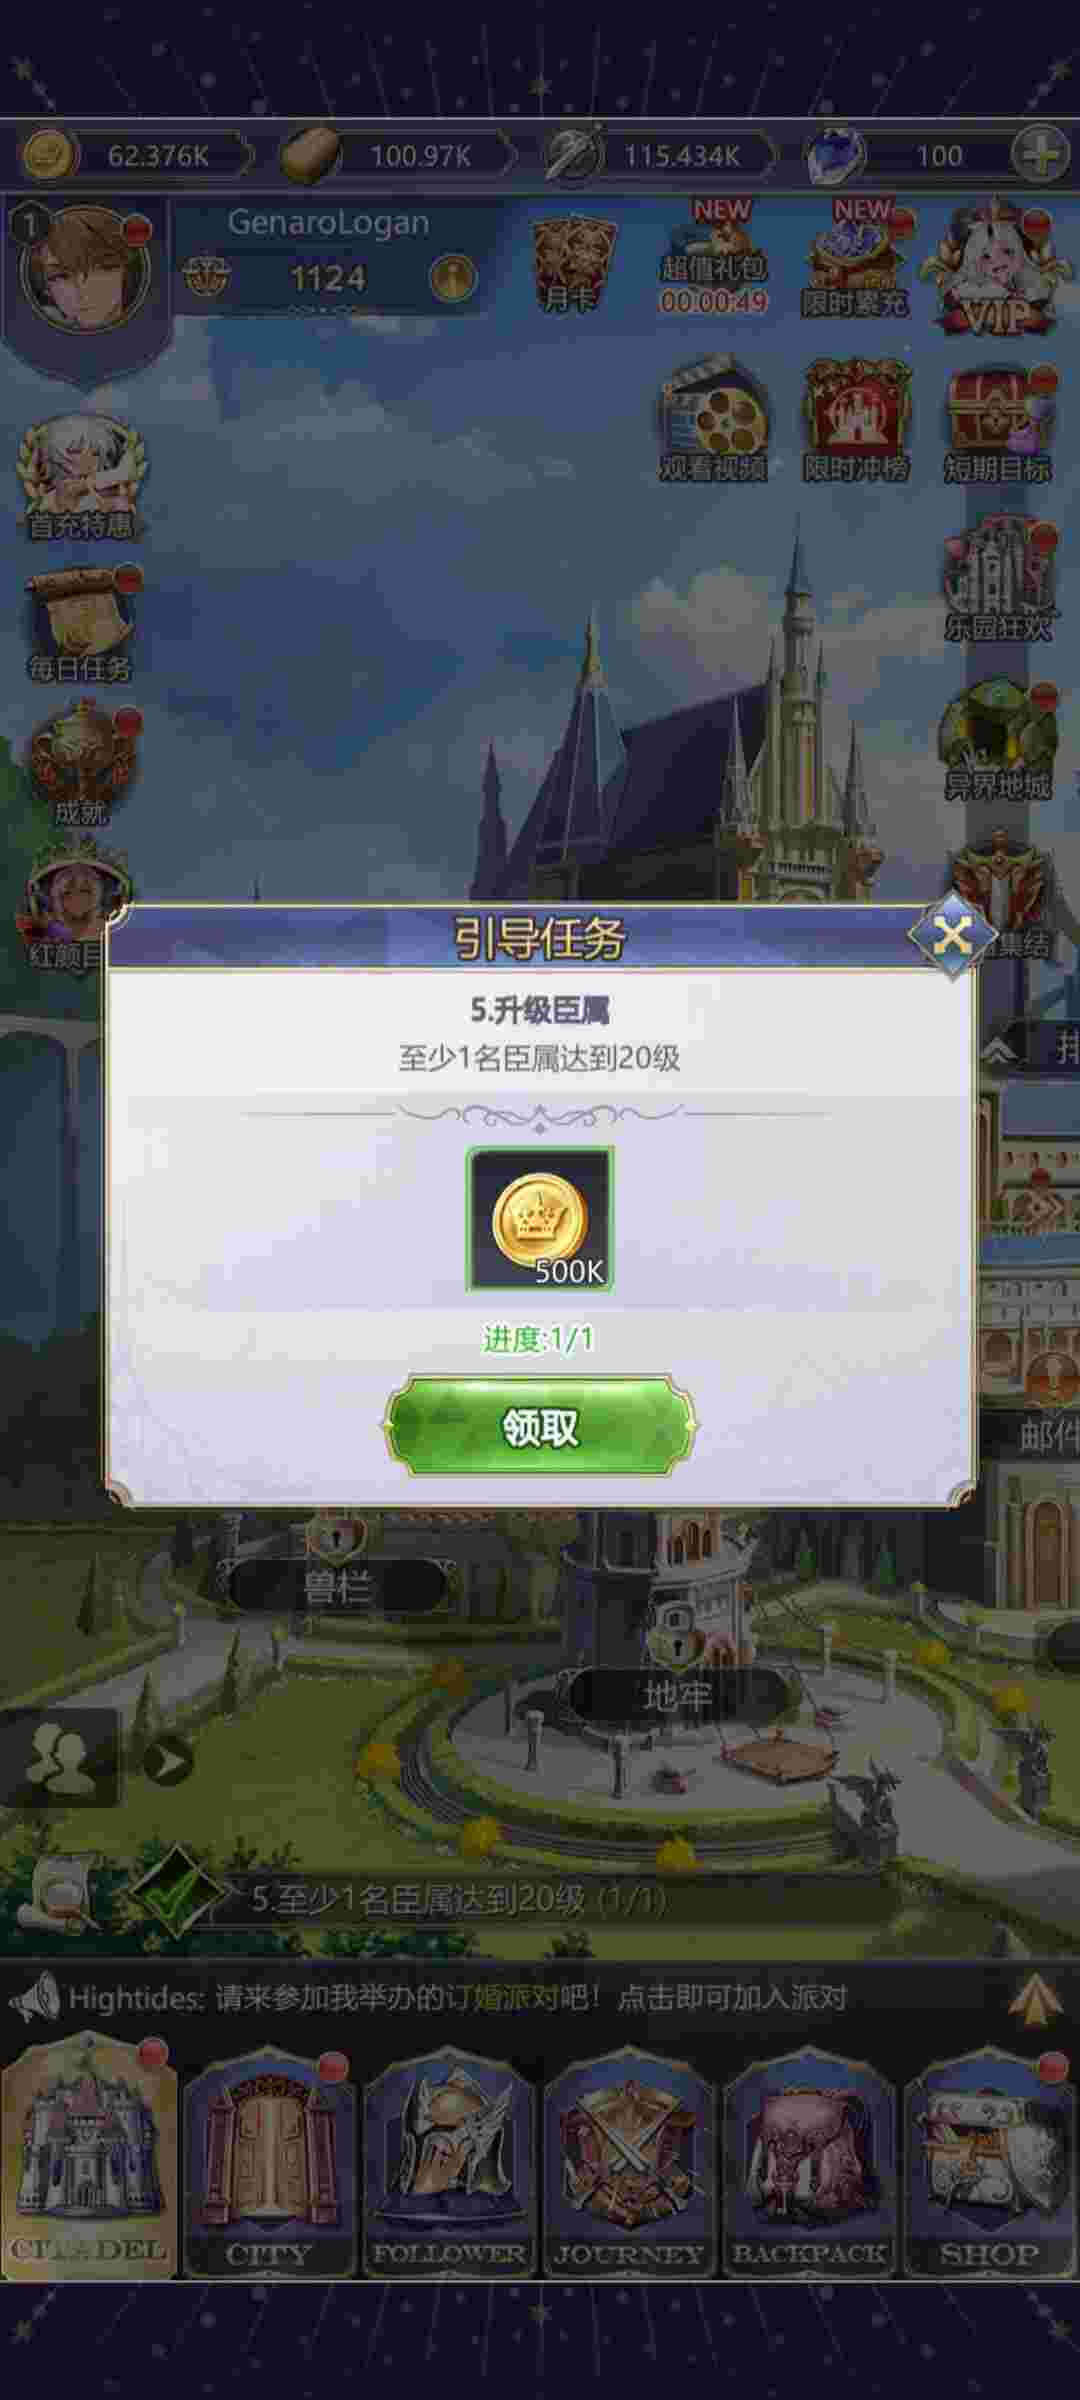 62.376K
100.97K
115.434K
100
1
GenaroLogan
1124
月卡
NEW
超值礼包
00:00:49
NEW
限时累充
VIP
观看视频
限时冲榜
短期目标
首充特惠
乐园狂欢
每日任务
异界地城
成就
红颜目
集结
引导任务
5.升级臣属
至少1名臣属达到20级
500K
进度:1/1
领取
邮件
兽栏
地牢
5.至少1名臣属达到20级 (1/1)
Hightides: 请来参加我举办的订婚派对吧！点击即可加入派对
CITADEL
CITY
FOLLOWER
JOURNEY
BACKPACK
SHOP